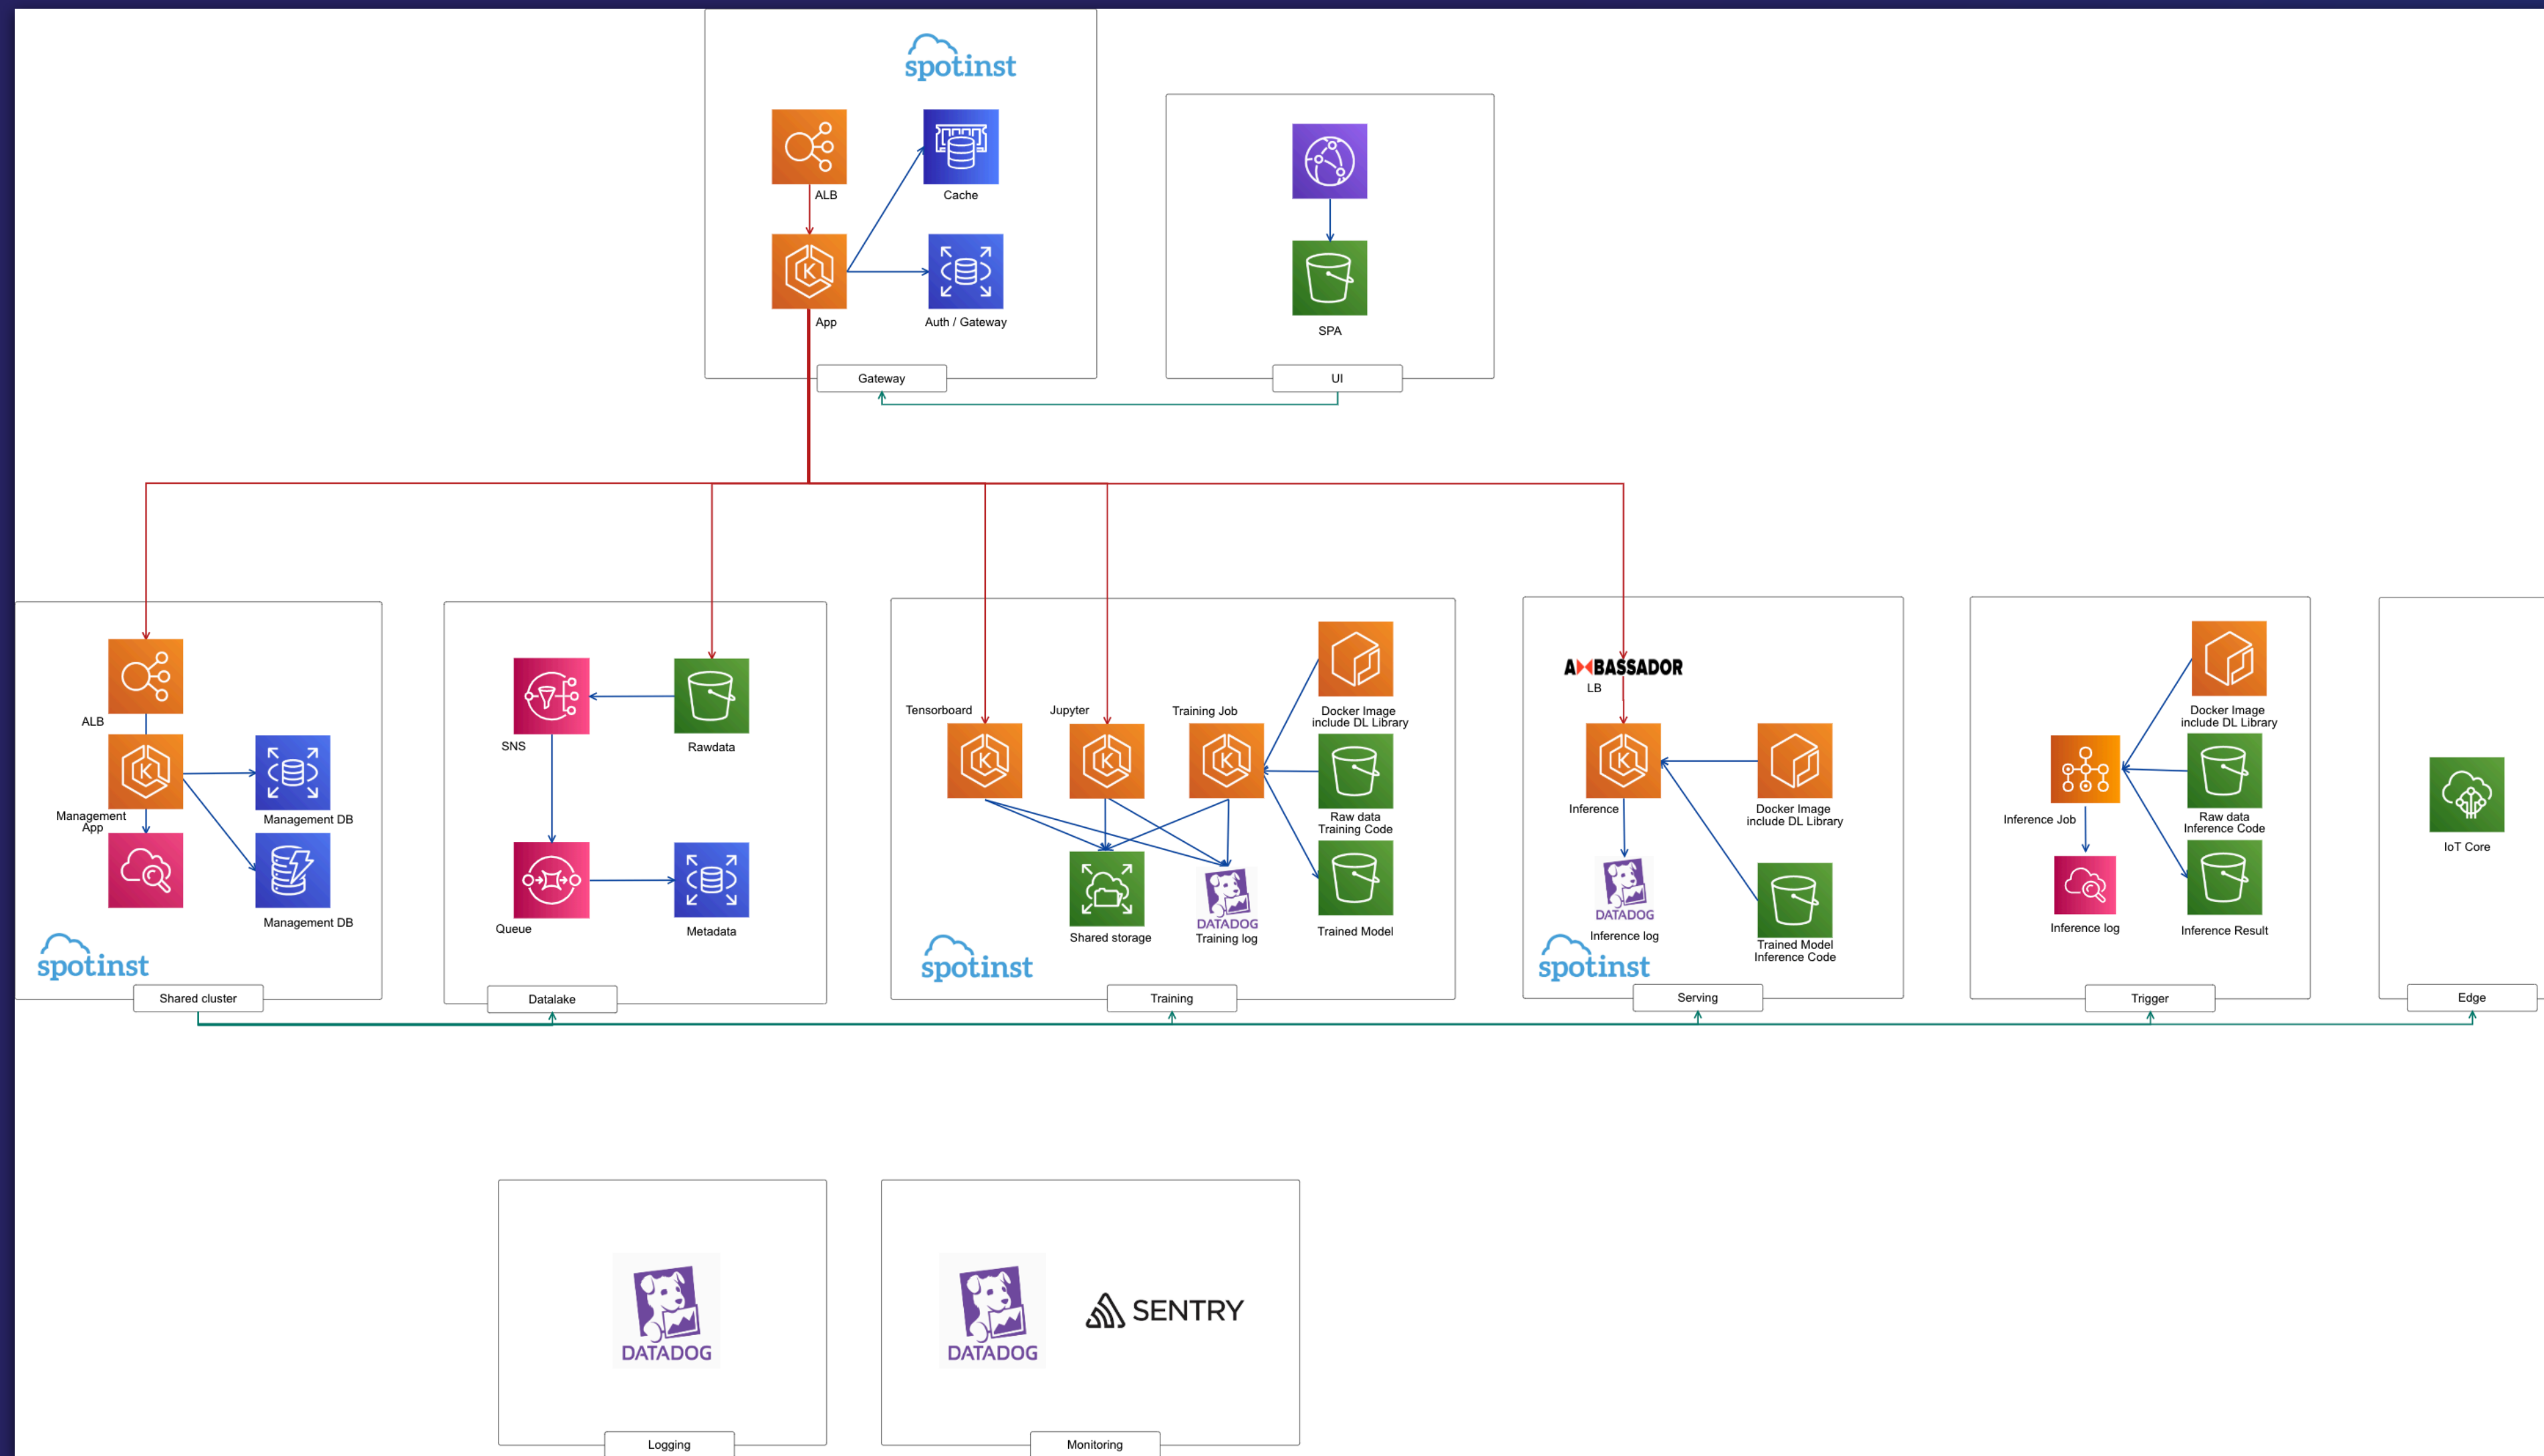 spotinst
ALB
Cache
App
Auth / Gateway
Gateway
SPA
UI
ALB
Management
App
Management DB
Management DB
spotinst
Shared cluster
SNS
Rawdata
Queue
Metadata
Datalake
Tensorboard
Jupyter
Training Job
Docker Image
include DL Library
Raw data
Training Code
Shared storage
DATADOG
Training log
Trained Model
spotinst
Training
AMBASSADOR
LB
Inference
Docker Image
include DL Library
DATADOG
Inference log
Trained Model
Inference Code
spotinst
Serving
Docker Image
include DL Library
Inference Job
Raw data
Inference Code
Inference log
Inference Result
Trigger
IoT Core
Edge
DATADOG
Logging
DATADOG
SENTRY
Monitoring